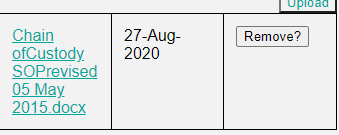 Upload
Chain
ofCustody
SOPrevised
05 May
2015.docx
27-Aug-
2020
Remove?